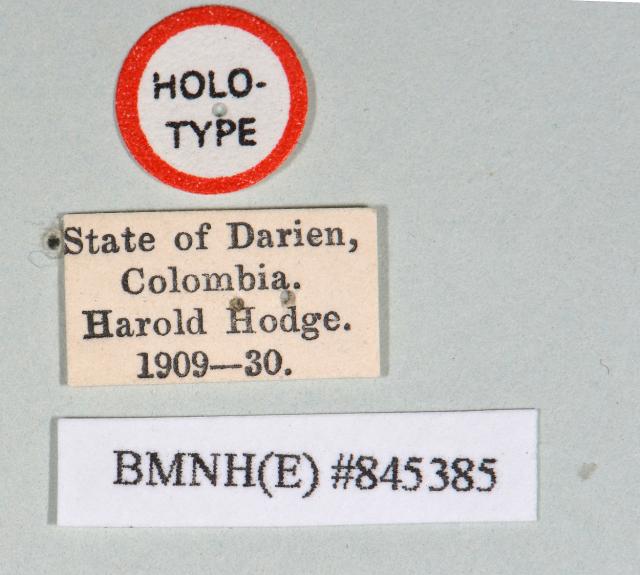 HOLO-
TYPE
State of Darien,
Colombia.
Harold Hodge.
1909—30.
BMNH(E) #845385